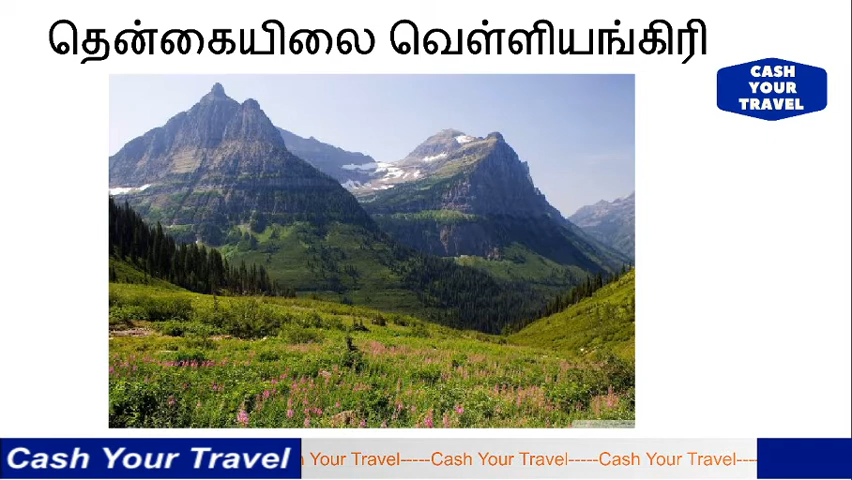 தென்கையிலை வெள்ளியங்கிரி
CASH
YOUR
TRAVEL
Cash Your Travel
Your Travel-----Cash Your Travel-----Cash Your Travel----